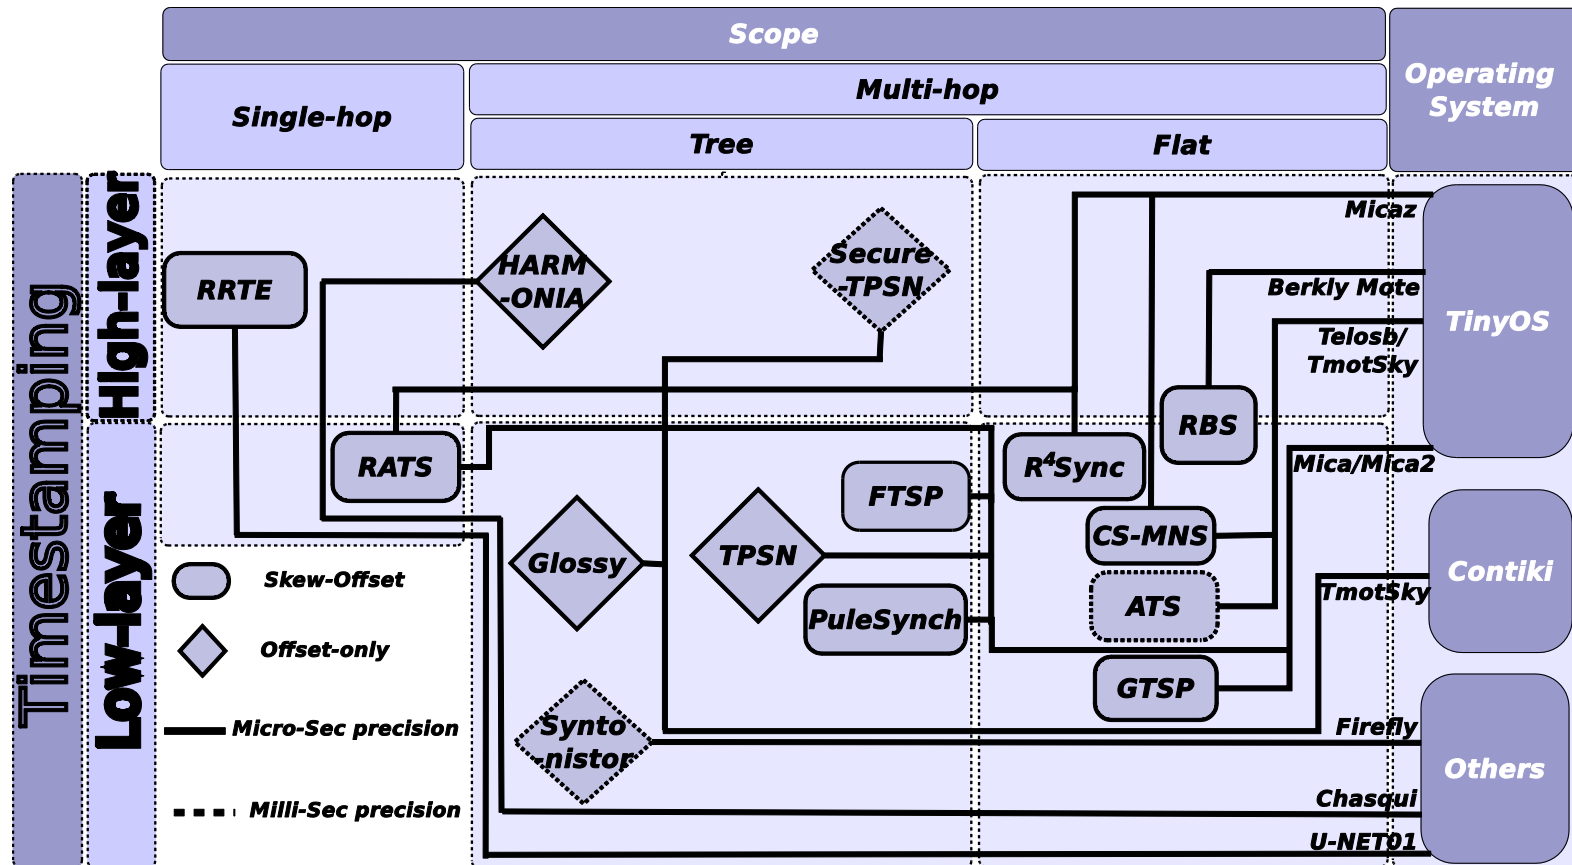 Scope
Operating
System
Single-hop
Multi-hop
Tree
Flat
Timestamping
High-layer
Low-layer
RRTE
HARM
-ONIA
Secure
-TPSN
Micaz
Berkly Mote
Telosb/
TmotSky
TinyOS
RATS
RBS
R⁴Sync
Mica/Mica2
FTSP
CS-MNS
Glossy
TPSN
ATS
PuleSynch
TmotSky
Contiki
GTSP
Skew-Offset
Offset-only
Micro-Sec precision
Milli-Sec precision
Synto
-nistor
Firefly
Chasqui
U-NET01
Others